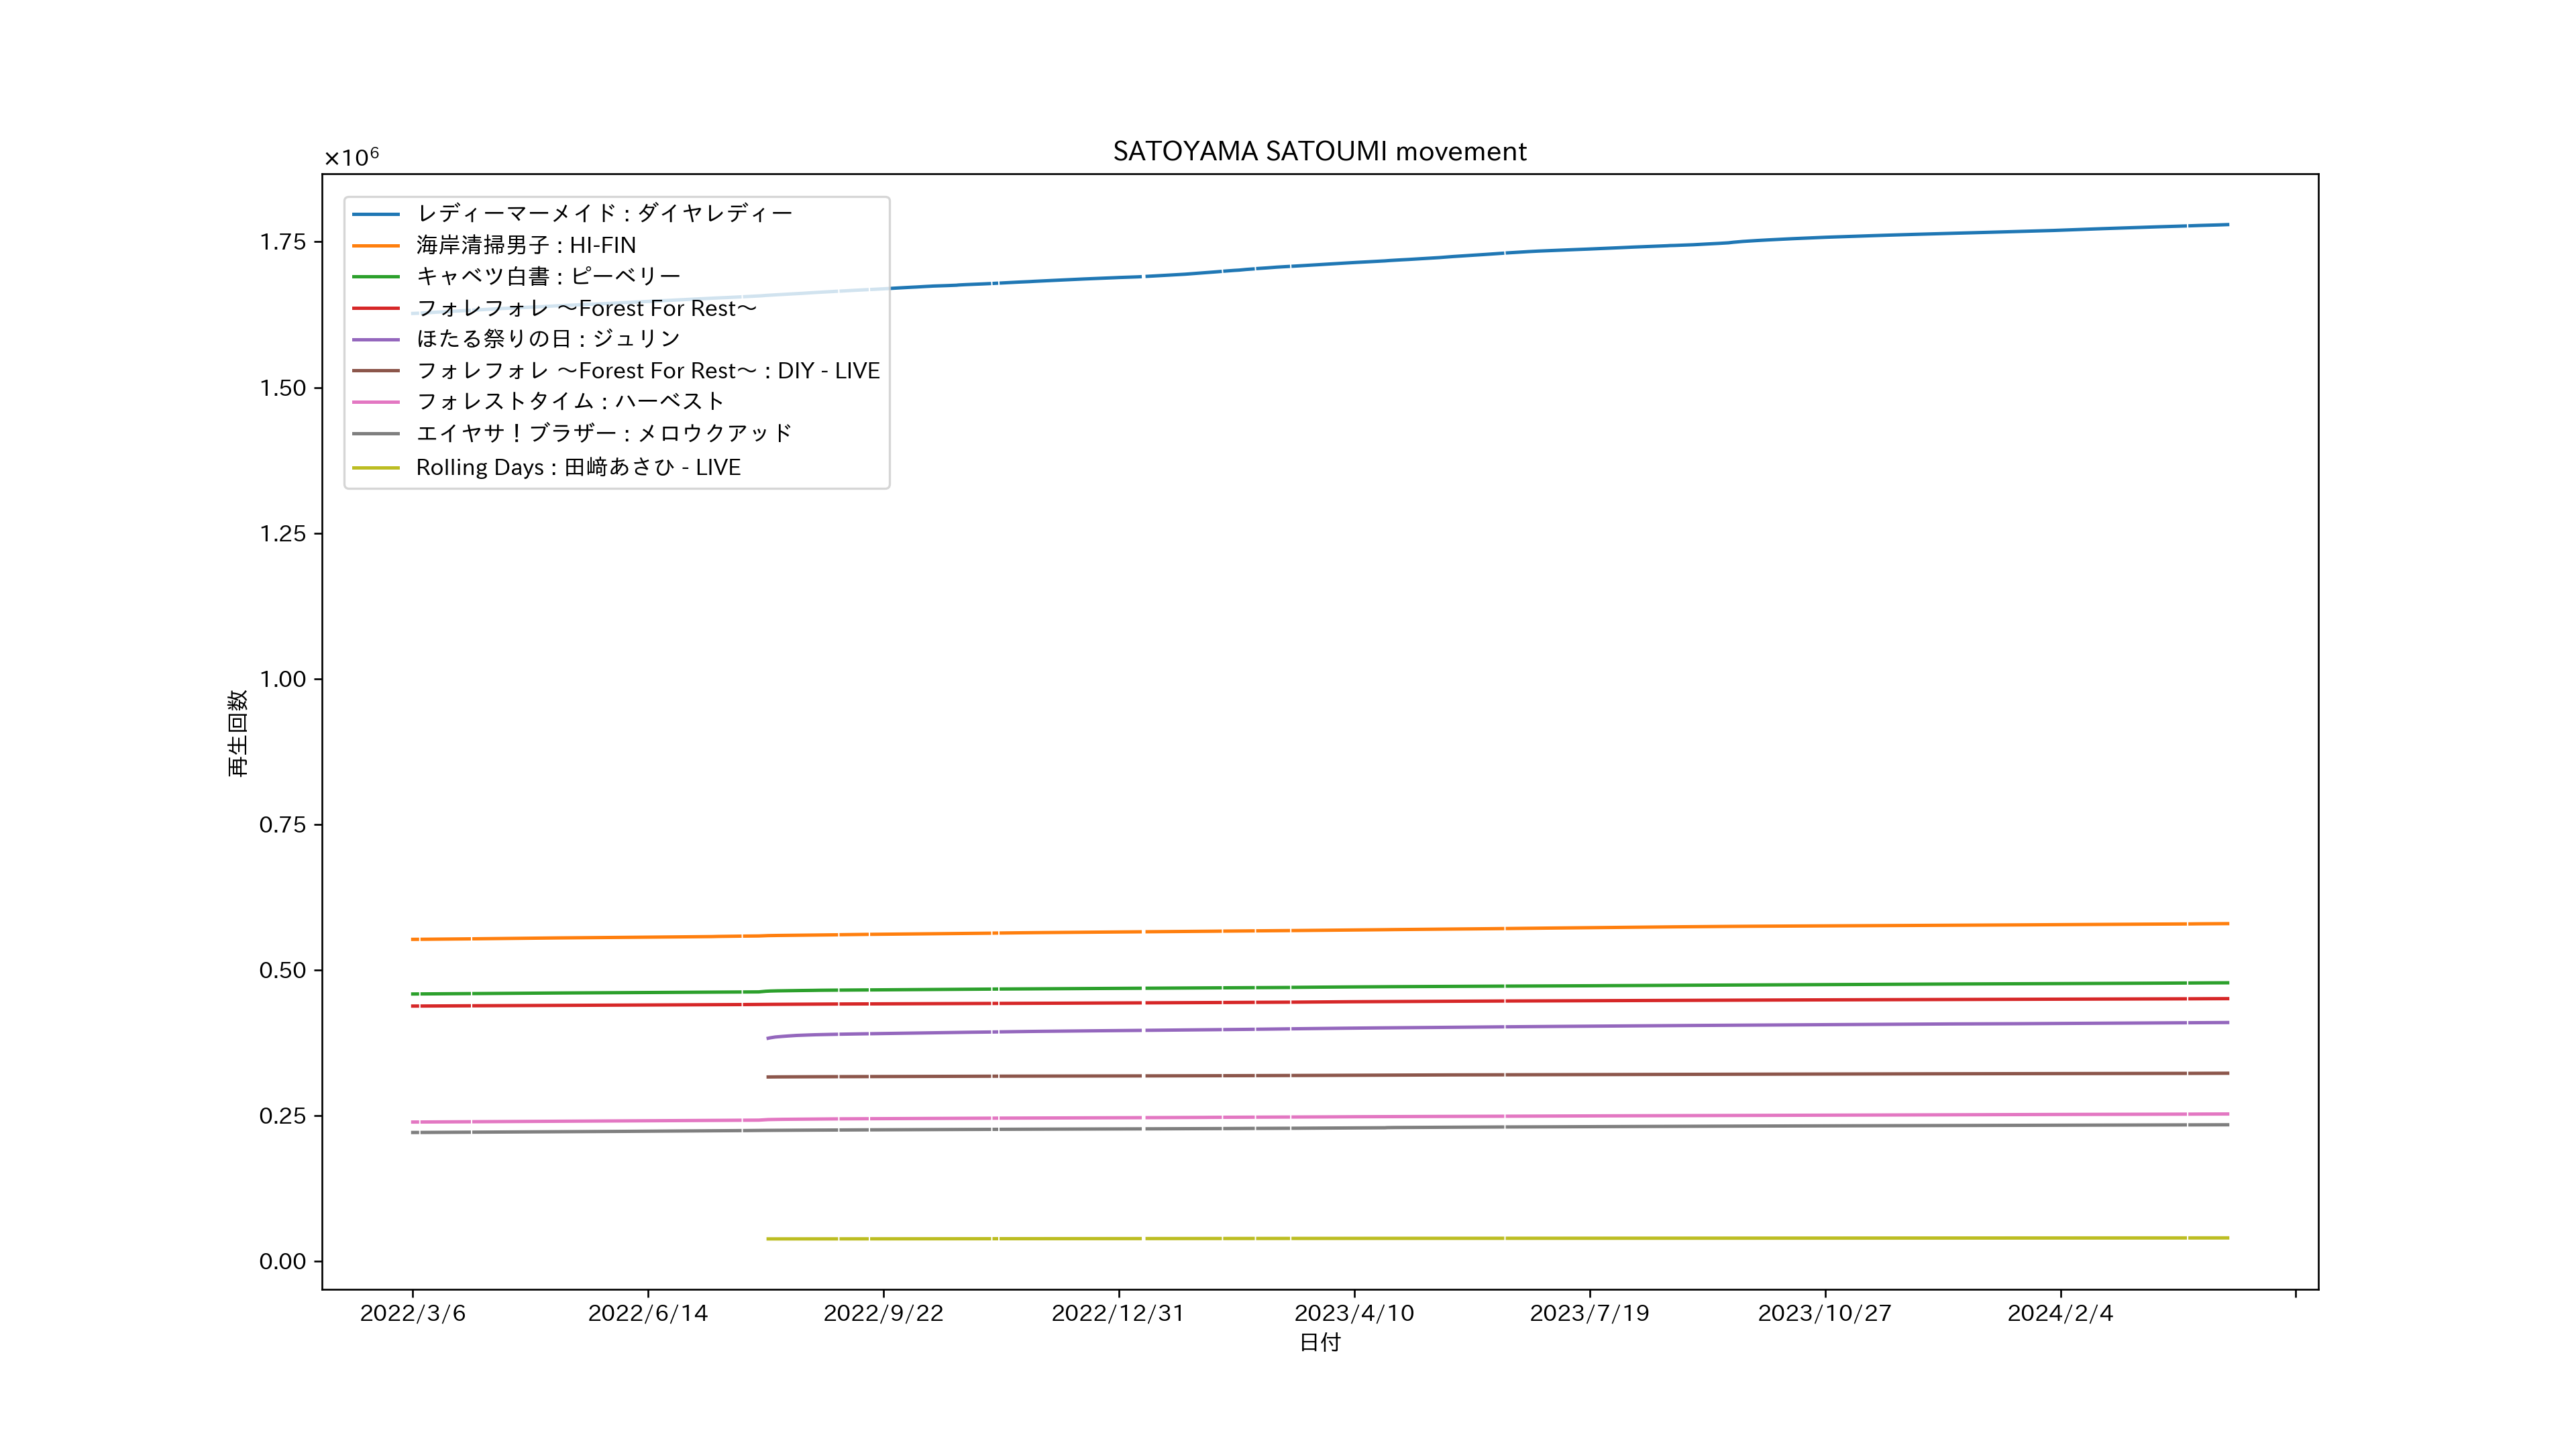 SATOYAMA SATOUMI movement
×10⁶
レディーマーメイド : ダイヤレディー
海岸清掃男子 : HI-FIN
キャベツ白書 : ピーベリー
フォレフォレ 〜Forest For Rest〜
ほたる祭りの日 : ジュリン
フォレフォレ 〜Forest For Rest〜 : DIY - LIVE
フォレストタイム : ハーベスト
エイヤサ！ブラザー : メロウクアッド
Rolling Days : 田﨑あさひ - LIVE
1.75
1.50
1.25
1.00
0.75
0.50
0.25
0.00
再生回数
2022/3/6 2022/6/14 2022/9/22 2022/12/31 2023/4/10 2023/7/19 2023/10/27 2024/2/4
日付